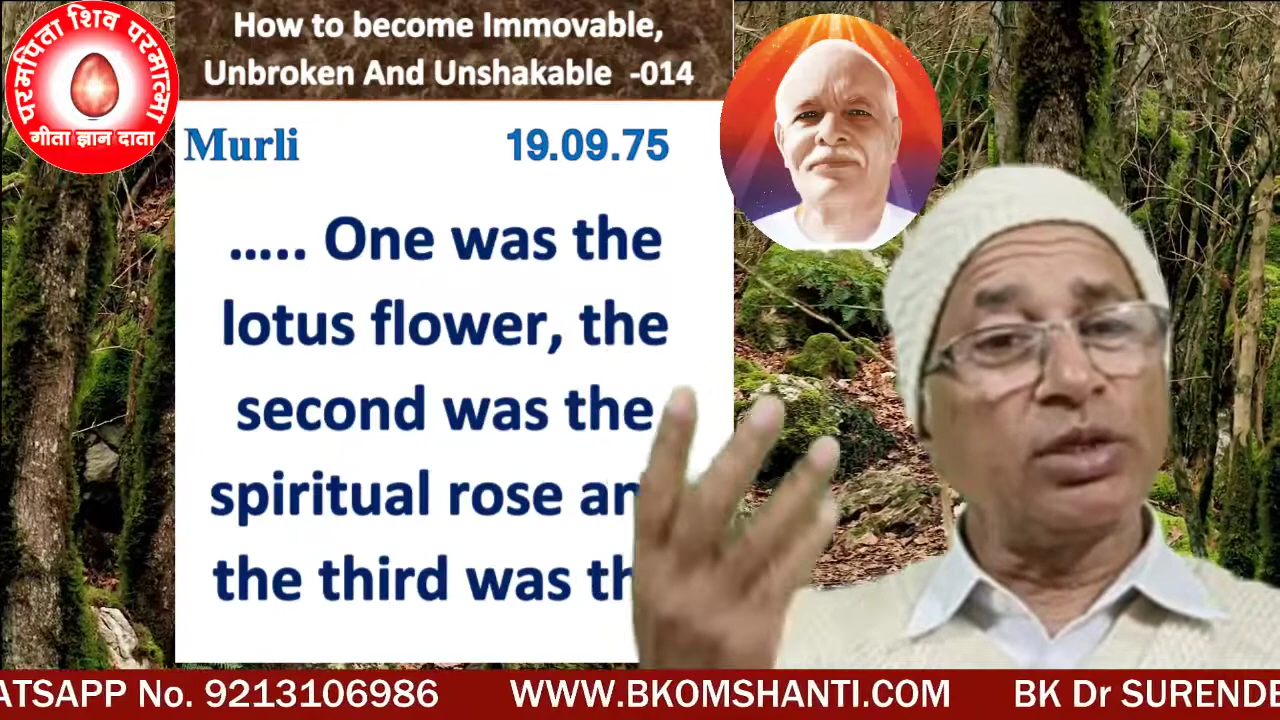 परमपिता शिव परमात्मा
गीता ज्ञान दाता
How to become Immovable,
Unbroken And Unshakable -014
Murli 19.09.75
..... One was the
lotus flower, the
second was the
spiritual rose an
the third was th
ATSAPP No. 9213106986 WWW.BKOMSHANTI.COM BK Dr SURENDE